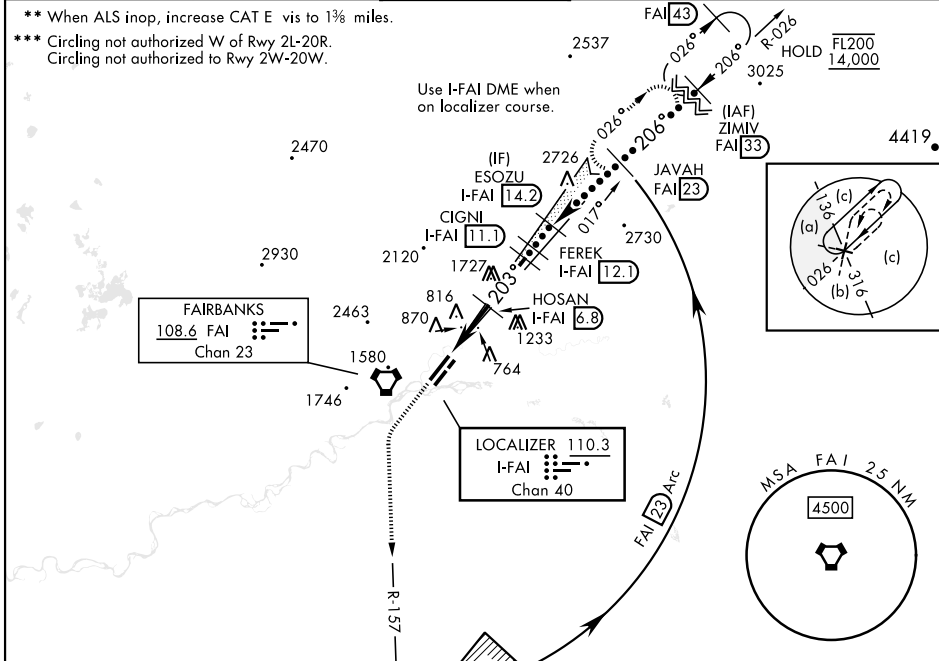 ** When ALS inop, increase CAT E vis to 1⅜ miles.
*** Circling not authorized W of Rwy 2L-20R.
Circling not authorized to Rwy 2W-20W.
FAI 43
026°
206°
R-026
HOLD FL200
14,000
2537
3025
Use I-FAI DME when
on localizer course.
026°
206°
(IAF)
ZIMIV
FAI 33
4419
2470
(IF)
ESOZU
I-FAI 14.2
2726
JAVAH
FAI 23
017°
CIGNI
I-FAI 11.1
2730
2930
2120
1727
FEREK
I-FAI 12.1
203°
136
(a)
(c)
(c)
026
(b)
316
FAIRBANKS
108.6 FAI
Chan 23
2463
816
870
HOSAN
I-FAI 6.8
1233
764
1580
1746
LOCALIZER 110.3
I-FAI
Chan 40
FAI 23 Arc
MSA FAI 25 NM
4500
R-157